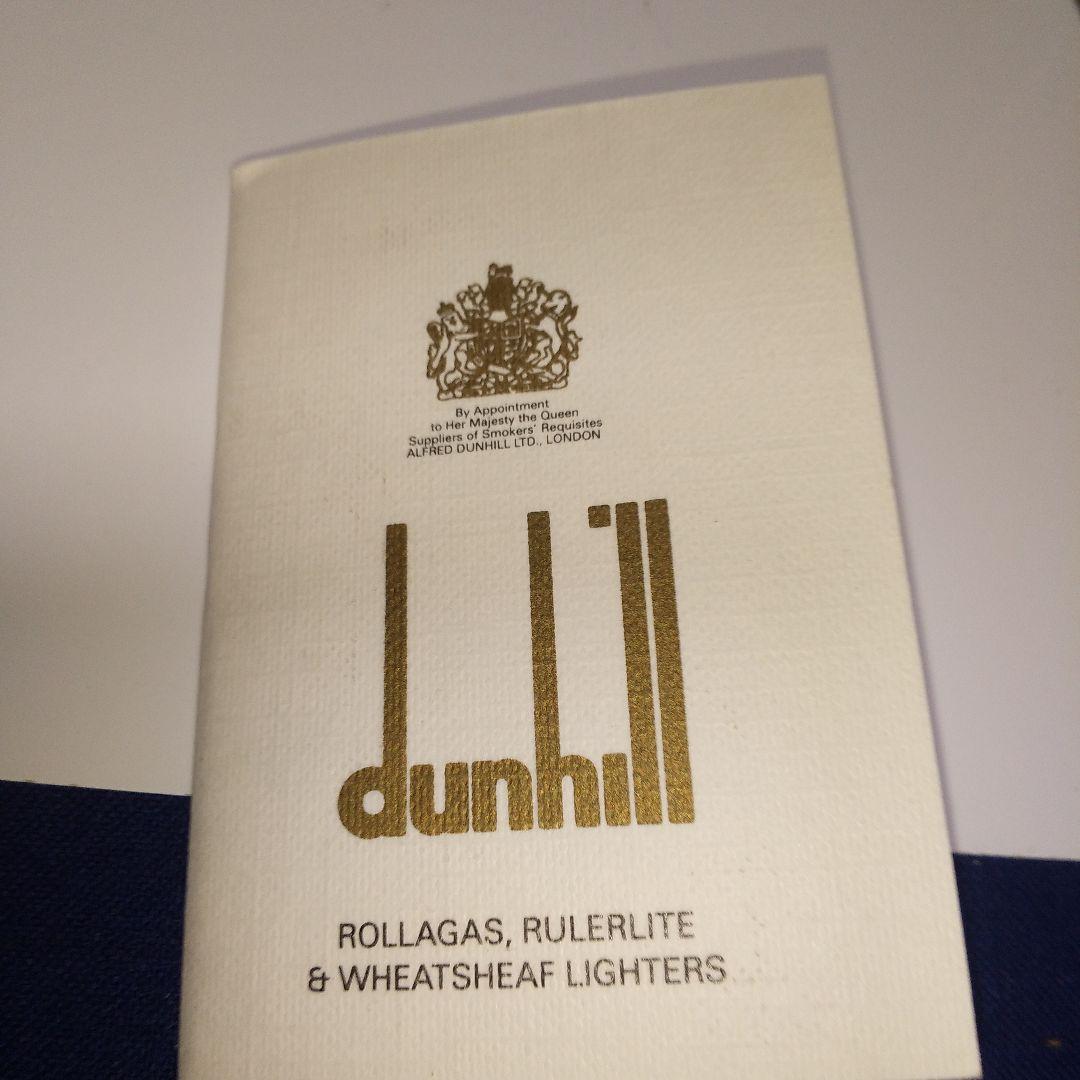 By Appointment
to Her Majesty the Queen
Suppliers of Smokers' Requisites
ALFRED DUNHILL LTD., LONDON
dunhill
ROLLAGAS, RULERLITE
& WHEATSHEAF LIGHTERS